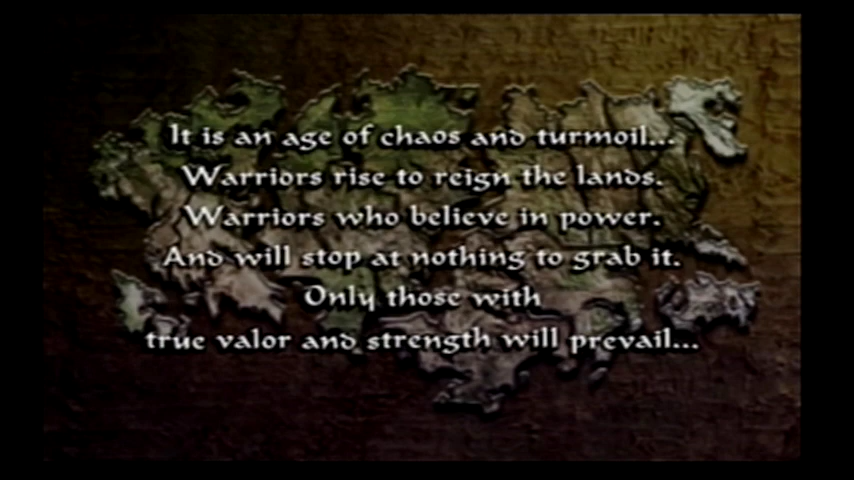 It is an age of chaos and turmoil...
Warriors rise to reign the lands.
Warriors who believe in power.
And will stop at nothing to grab it.
Only those with
true valor and strength will prevail...